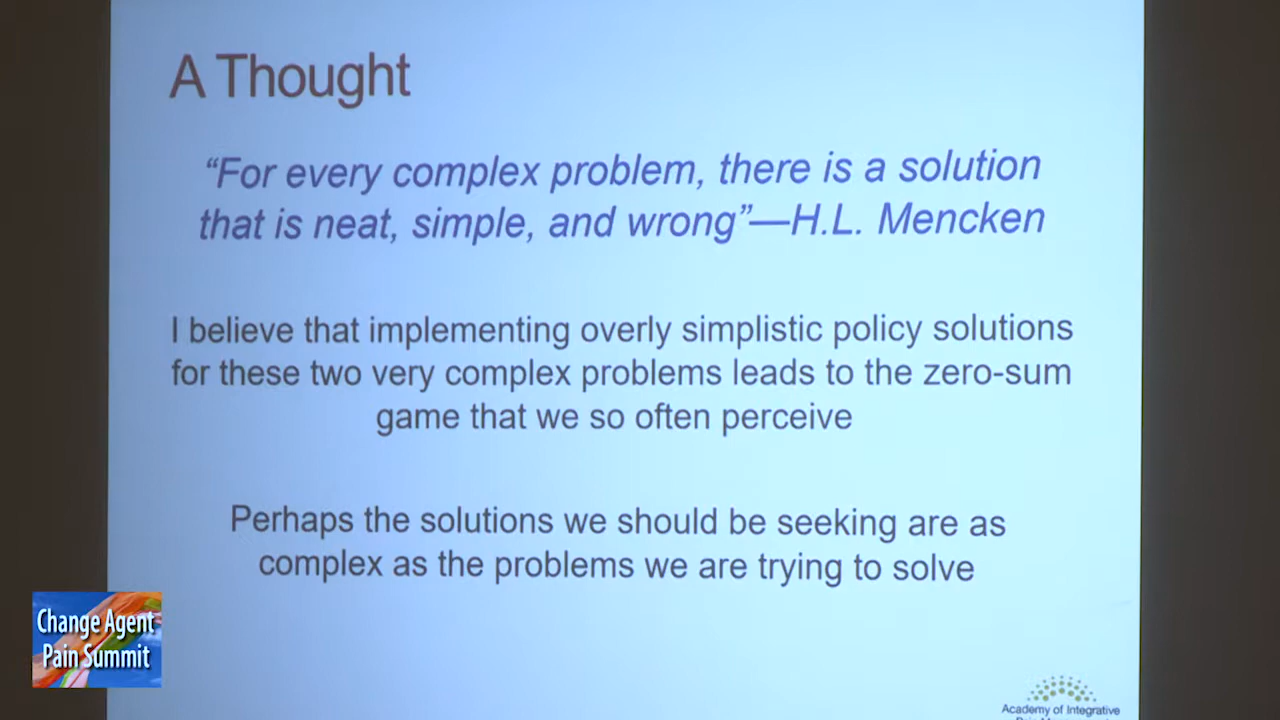 A Thought
“For every complex problem, there is a solution
that is neat, simple, and wrong”—H.L. Mencken
I believe that implementing overly simplistic policy solutions
for these two very complex problems leads to the zero-sum
game that we so often perceive
Perhaps the solutions we should be seeking are as
complex as the problems we are trying to solve
Change Agent
Pain Summit
Academy of Integrative